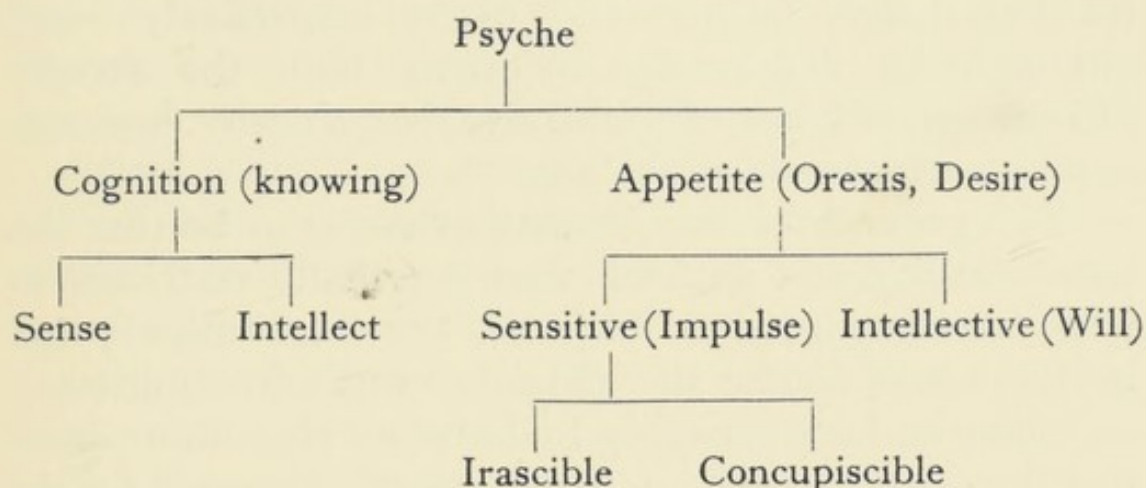 Psyche
Cognition (knowing) Appetite (Orexis, Desire)
Sense Intellect Sensitive (Impulse) Intellective (Will)
Irascible Concupiscible